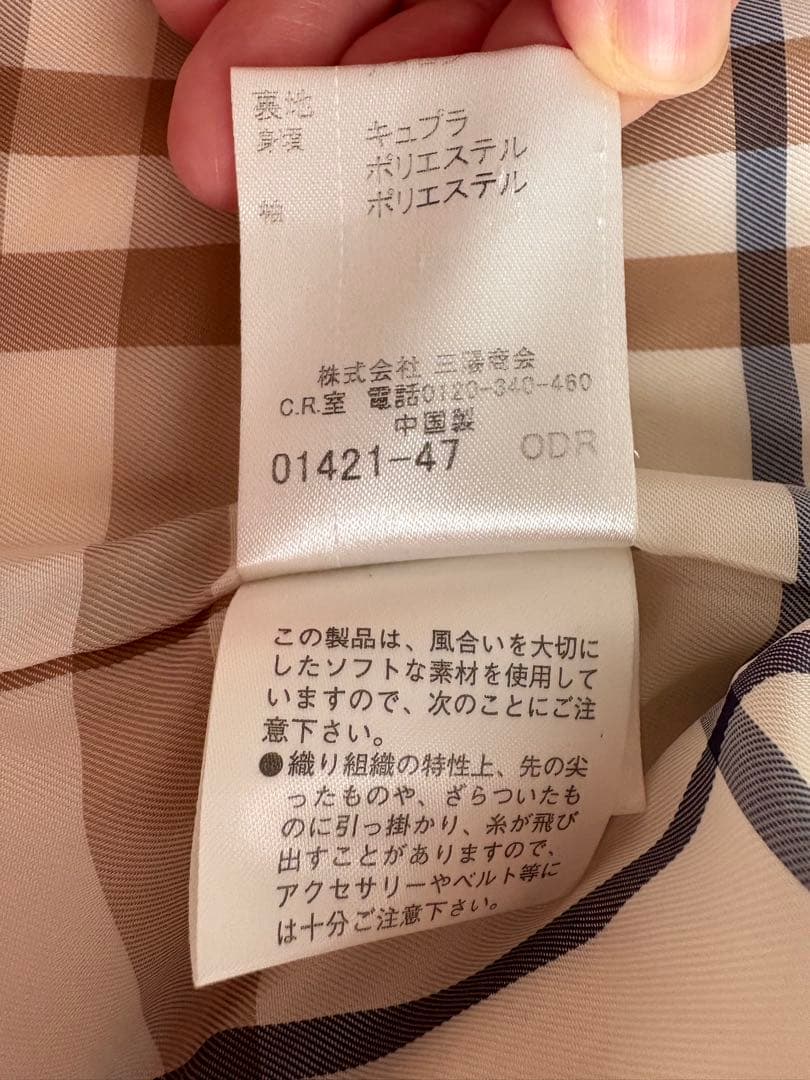 裏地
身頃 キュプラ
ポリエステル
袖 ポリエステル
株式会社 三陽商会
C.R.室 電話0120-340-460
中国製
01421-47 ODR
この製品は、風合いを大切に
したソフトな素材を使用して
いますので、次のことにご注
意下さい。
●織り組織の特性上、先の尖
ったものや、ざらついたも
のに引っ掛かり、糸が飛び
出すことがありますので、
アクセサリーやベルト等に
は十分ご注意下さい。